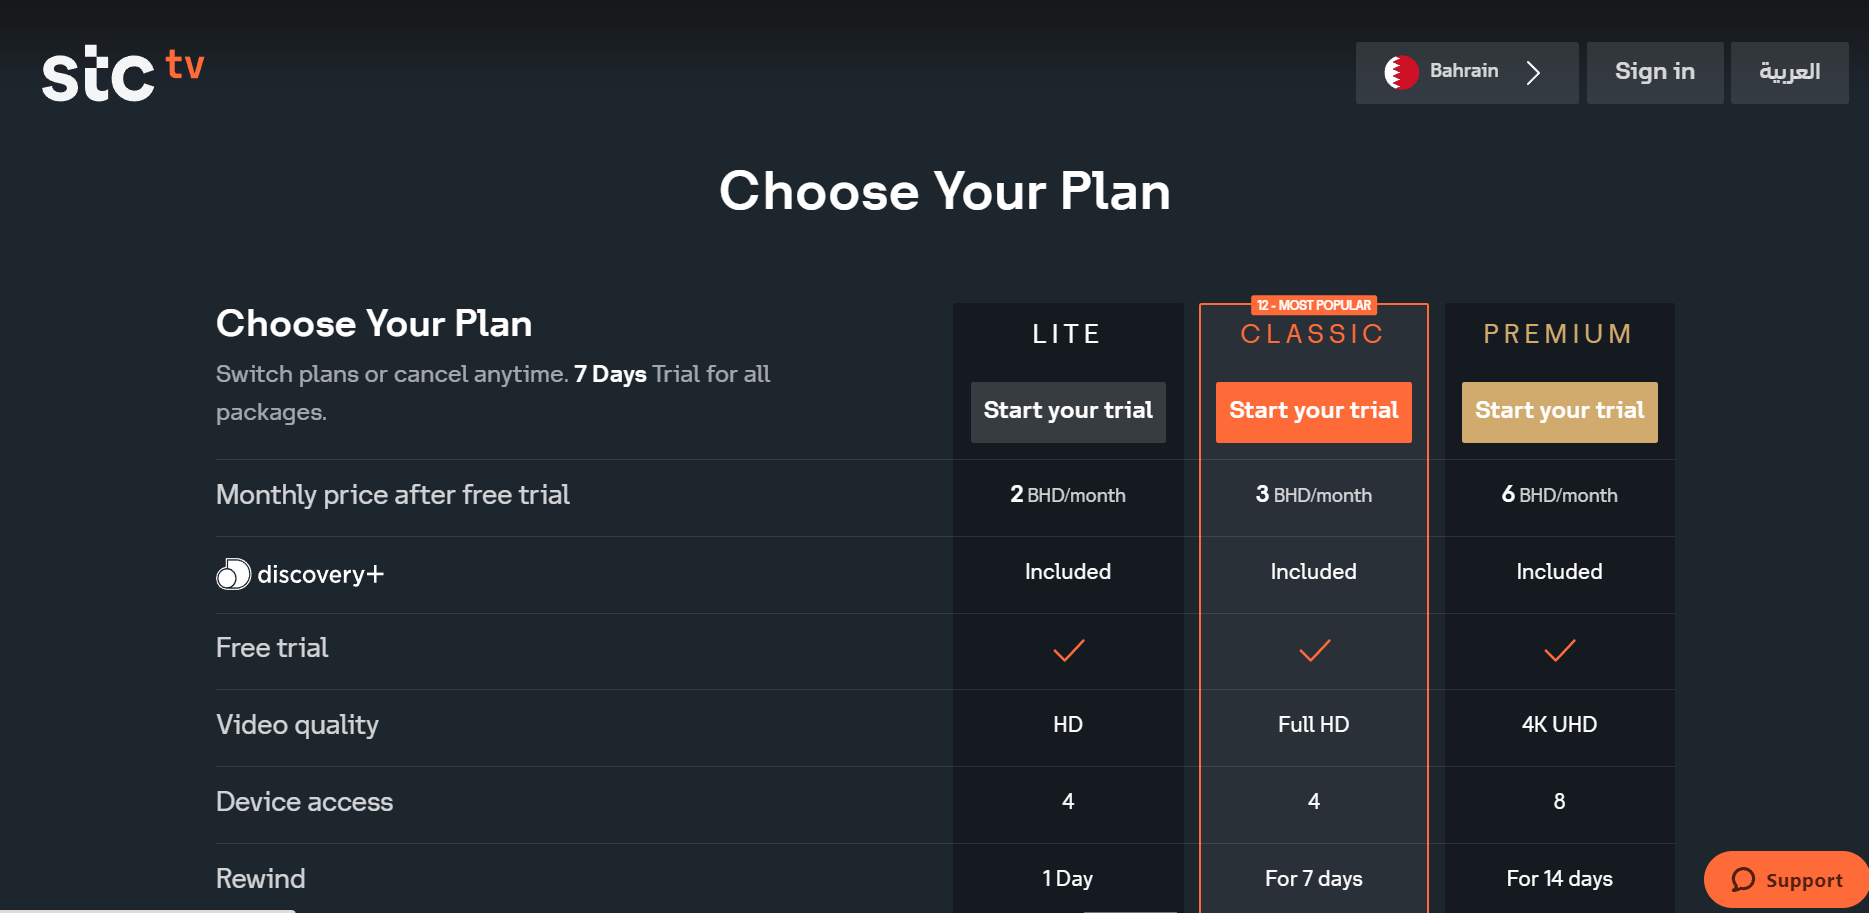 stc tv
Bahrain
Sign in
العربية
Choose Your Plan
Choose Your Plan
Switch plans or cancel anytime. 7 Days Trial for all
packages.
LITE
12 - MOST POPULAR
CLASSIC
PREMIUM
Start your trial
Start your trial
Start your trial
Monthly price after free trial
2 BHD/month
3 BHD/month
6 BHD/month
discovery+
Included
Included
Included
Free trial
Video quality
HD
Full HD
4K UHD
Device access
4
4
8
Rewind
1 Day
For 7 days
For 14 days
Support